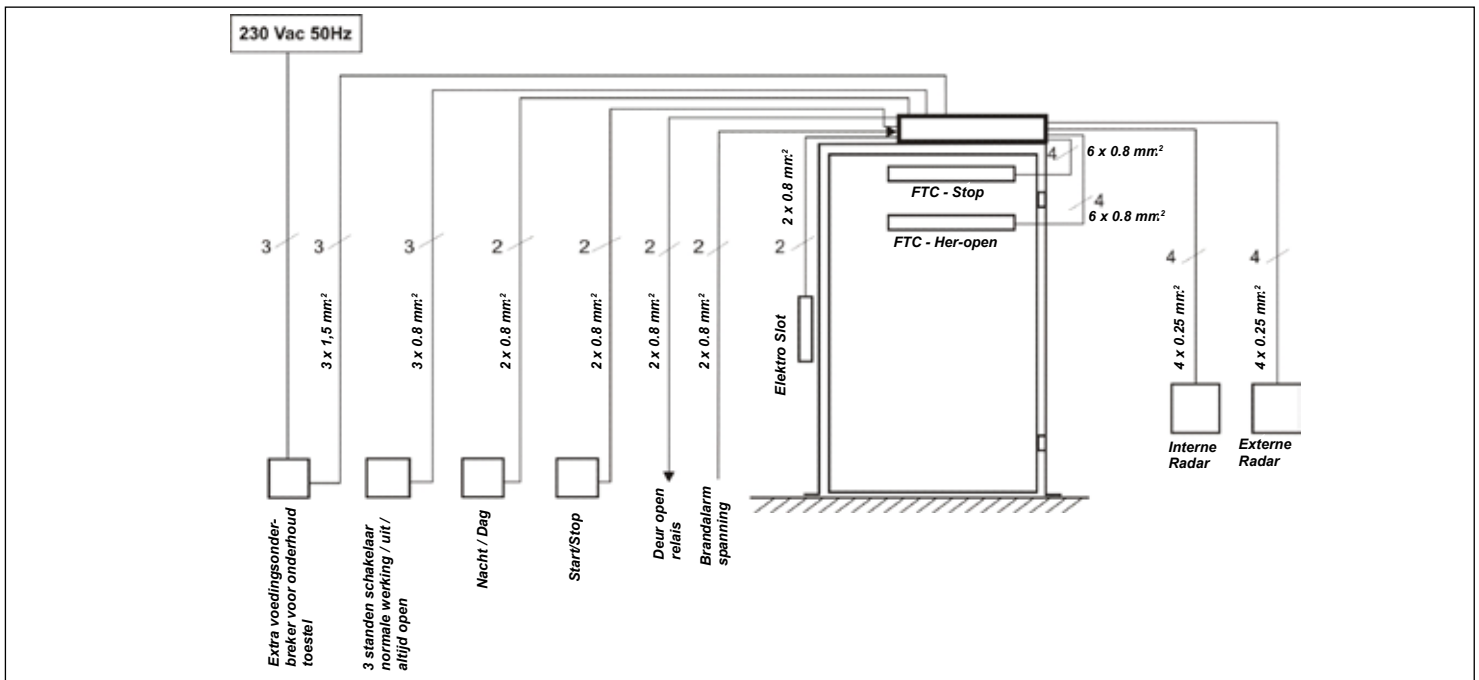 230 Vac 50Hz
3
3
3
2
2
2
2
2
3 x 1,5 mm²
3 x 0.8 mm²
2 x 0.8 mm²
2 x 0.8 mm²
2 x 0.8 mm²
2 x 0.8 mm²
2 x 0.8 mm²
4
6 x 0.8 mm²
FTC - Stop
4
6 x 0.8 mm²
FTC - Her-open
Elektro Slot
4
4
4 x 0.25 mm²
4 x 0.25 mm²
Interne
Radar
Externe
Radar
Extra voedingsonder-
breker voor onderhoud
toestel
3 standen schakelaar
normale werking / uit /
altijd open
Nacht / Dag
Start/Stop
Deur open
relais
Brandalarm
spanning